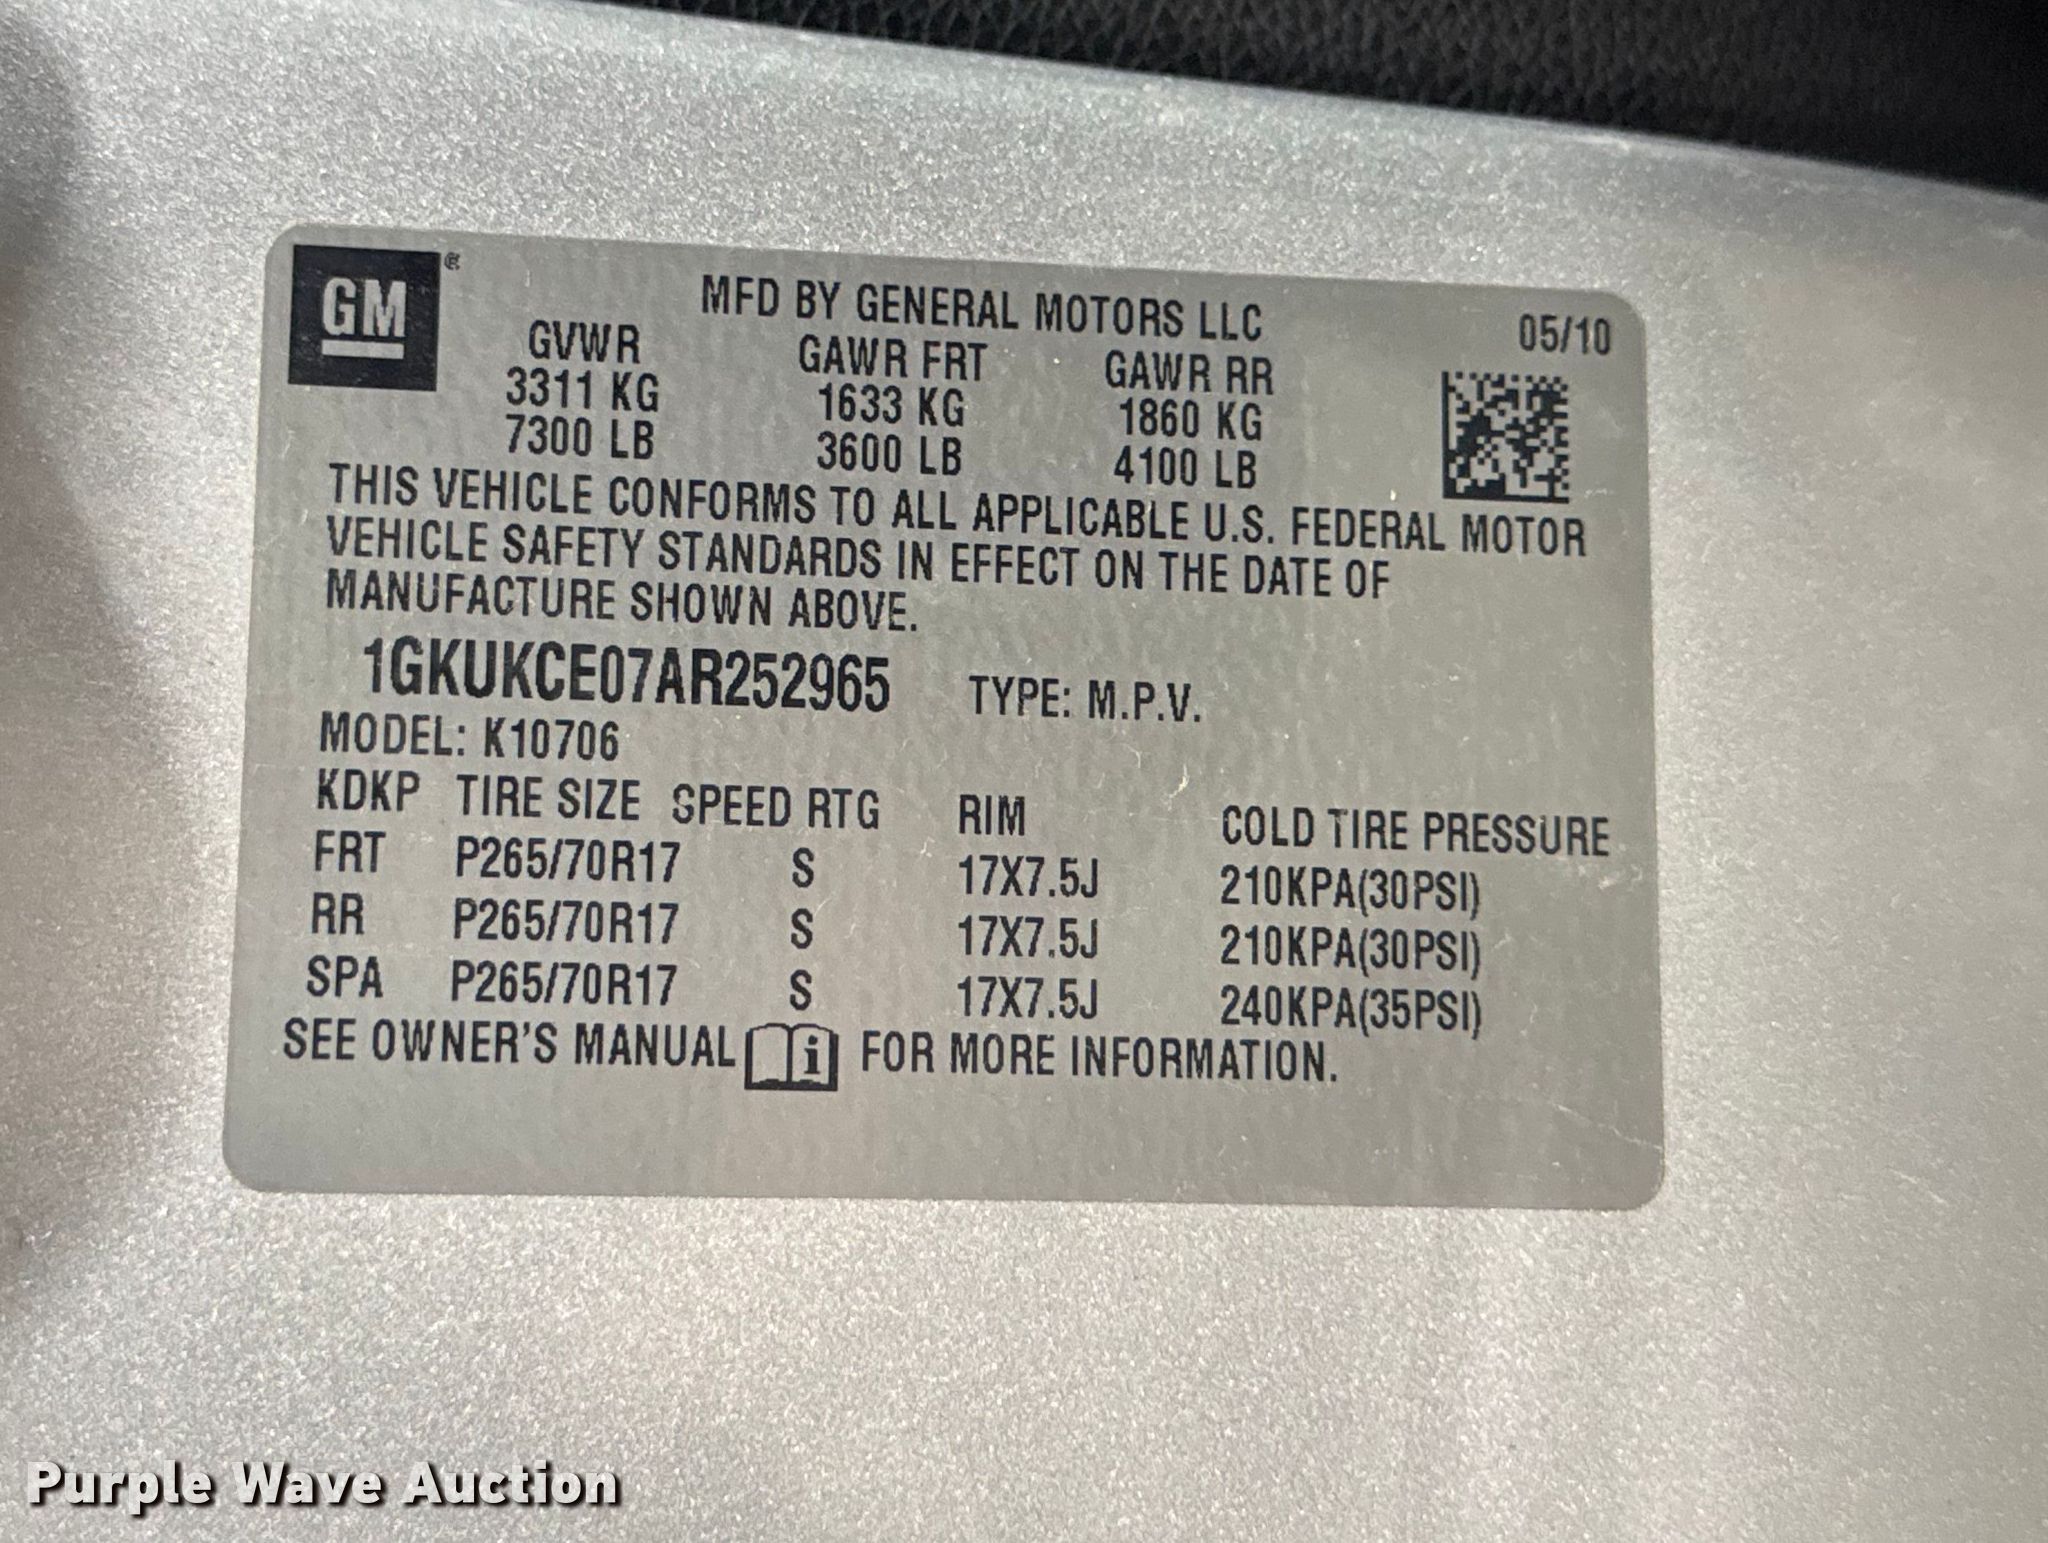 GM
MFD BY GENERAL MOTORS LLC 05/10
GVWR GAWR FRT GAWR RR
3311 KG 1633 KG 1860 KG
7300 LB 3600 LB 4100 LB
THIS VEHICLE CONFORMS TO ALL APPLICABLE U.S. FEDERAL MOTOR
VEHICLE SAFETY STANDARDS IN EFFECT ON THE DATE OF
MANUFACTURE SHOWN ABOVE.
1GKUKCE07AR252965 TYPE: M.P.V.
MODEL: K10706
KDKP TIRE SIZE SPEED RTG RIM COLD TIRE PRESSURE
FRT P265/70R17 S 17X7.5J 210KPA(30PSI)
RR P265/70R17 S 17X7.5J 210KPA(30PSI)
SPA P265/70R17 S 17X7.5J 240KPA(35PSI)
SEE OWNER'S MANUAL i FOR MORE INFORMATION.
Purple Wave Auction